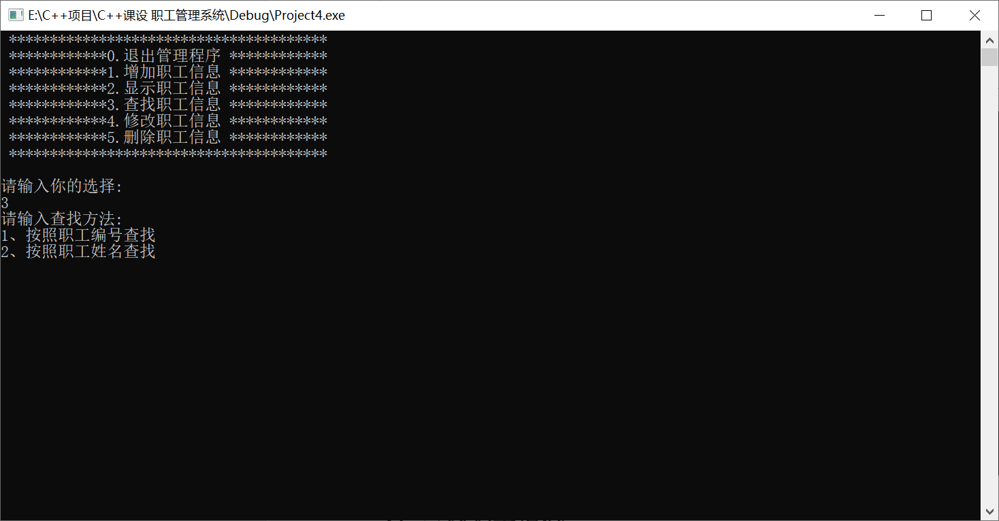 E:\C++项目\C++课设 职工管理系统\Debug\Project4.exe
***************************************
************0.退出管理程序 ************
************1.增加职工信息 ************
************2.显示职工信息 ************
************3.查找职工信息 ************
************4.修改职工信息 ************
************5.删除职工信息 ************
***************************************
请输入你的选择:
3
请输入查找方法:
1、按照职工编号查找
2、按照职工姓名查找